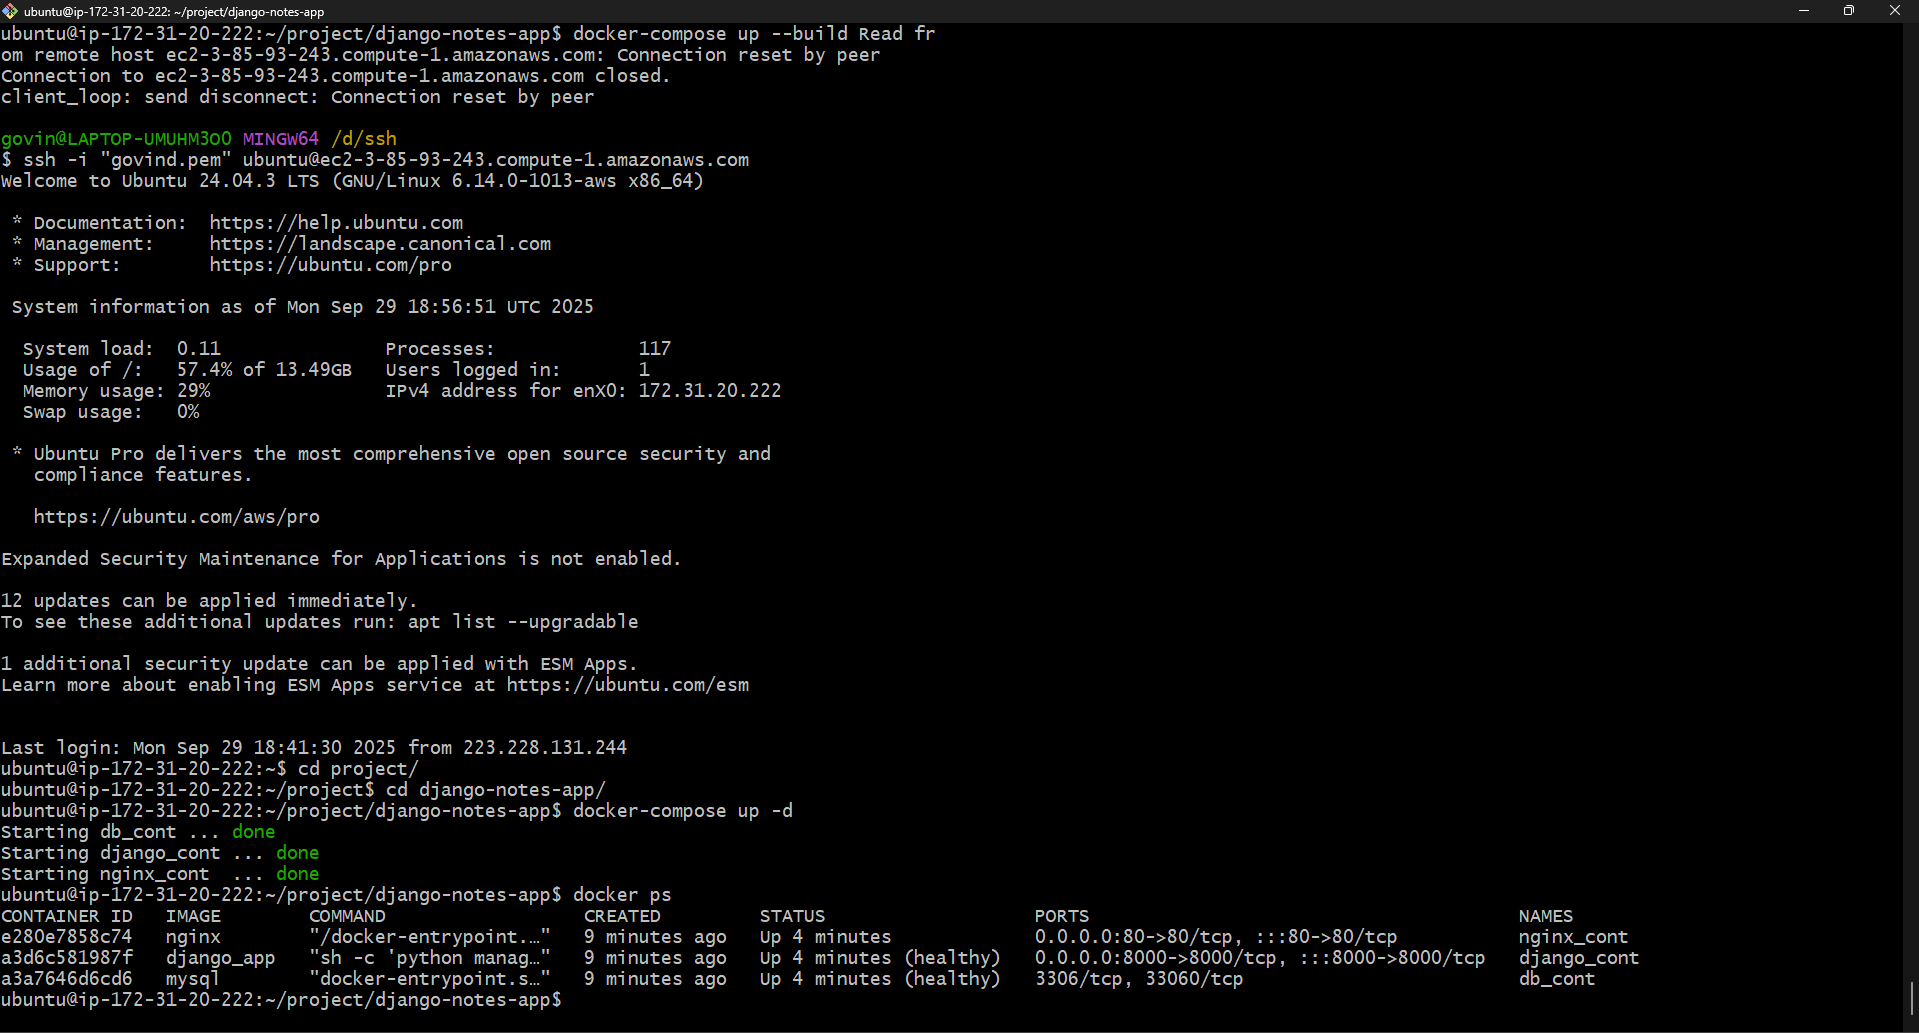 ubuntu@ip-172-31-20-222: ~/project/django-notes-app
ubuntu@ip-172-31-20-222:~/project/django-notes-app$ docker-compose up --build Read fr
om remote host ec2-3-85-93-243.compute-1.amazonaws.com: Connection reset by peer
Connection to ec2-3-85-93-243.compute-1.amazonaws.com closed.
client_loop: send disconnect: Connection reset by peer
govin@LAPTOP-UMUHM3O0 MINGW64 /d/ssh
$ ssh -i "govind.pem" ubuntu@ec2-3-85-93-243.compute-1.amazonaws.com
Welcome to Ubuntu 24.04.3 LTS (GNU/Linux 6.14.0-1013-aws x86_64)
* Documentation:  https://help.ubuntu.com
* Management:     https://landscape.canonical.com
* Support:        https://ubuntu.com/pro
System information as of Mon Sep 29 18:56:51 UTC 2025
System load:  0.11               Processes:             117
Usage of /:   57.4% of 13.49GB   Users logged in:       1
Memory usage: 29%                IPv4 address for enX0: 172.31.20.222
Swap usage:   0%
* Ubuntu Pro delivers the most comprehensive open source security and
compliance features.
https://ubuntu.com/aws/pro
Expanded Security Maintenance for Applications is not enabled.
12 updates can be applied immediately.
To see these additional updates run: apt list --upgradable
1 additional security update can be applied with ESM Apps.
Learn more about enabling ESM Apps service at https://ubuntu.com/esm
Last login: Mon Sep 29 18:41:30 2025 from 223.228.131.244
ubuntu@ip-172-31-20-222:~$ cd project/
ubuntu@ip-172-31-20-222:~/project$ cd django-notes-app/
ubuntu@ip-172-31-20-222:~/project/django-notes-app$ docker-compose up -d
Starting db_cont ... done
Starting django_cont ... done
Starting nginx_cont  ... done
ubuntu@ip-172-31-20-222:~/project/django-notes-app$ docker ps
CONTAINER ID   IMAGE        COMMAND                  CREATED         STATUS                   PORTS                                       NAMES
e280e7858c74   nginx        "/docker-entrypoint.…"   9 minutes ago   Up 4 minutes             0.0.0.0:80->80/tcp, :::80->80/tcp           nginx_cont
a3d6c581987f   django_app   "sh -c 'python manag…"   9 minutes ago   Up 4 minutes (healthy)   0.0.0.0:8000->8000/tcp, :::8000->8000/tcp   django_cont
a3a7646d6cd6   mysql        "docker-entrypoint.s…"   9 minutes ago   Up 4 minutes (healthy)   3306/tcp, 33060/tcp                         db_cont
ubuntu@ip-172-31-20-222:~/project/django-notes-app$